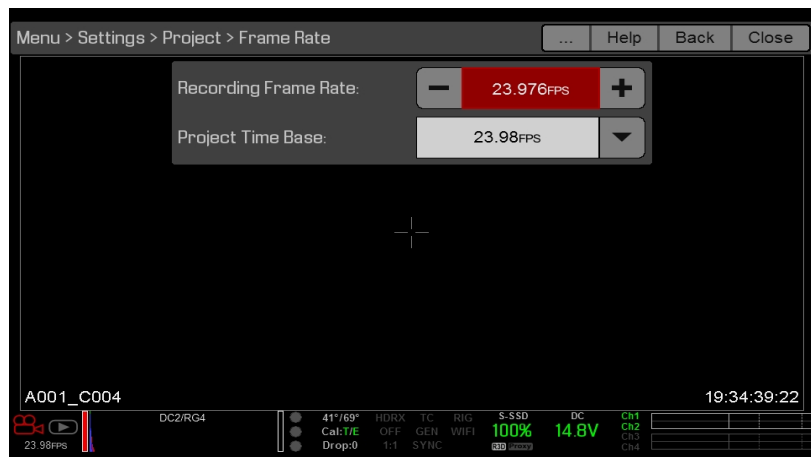 Menu > Settings > Project > Frame Rate ... Help Back Close
Recording Frame Rate: − 23.976FPS +
Project Time Base: 23.98FPS
A001_C004 19:34:39:22
DC2/RG4 41°/69° HDRX TC RIG S-SSD DC Ch1
Cal:T/E OFF GEN WIFI 100% 14.8V Ch2
23.98FPS Drop:0 1:1 SYNC R3D Proxy Ch3
Ch4